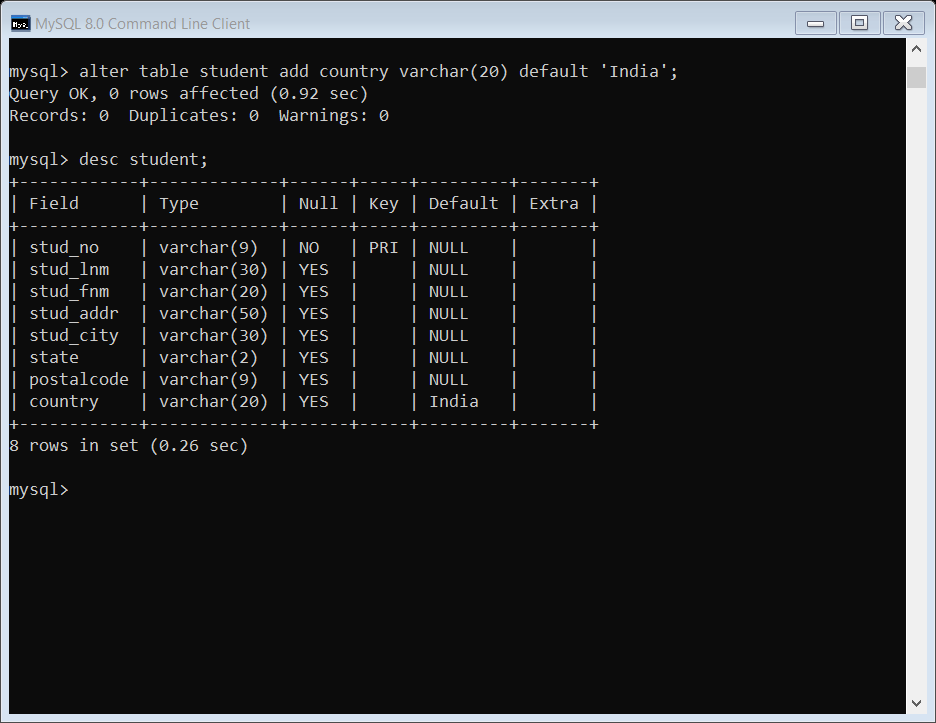 MySQL 8.0 Command Line Client
mysql> alter table student add country varchar(20) default 'India';
Query OK, 0 rows affected (0.92 sec)
Records: 0  Duplicates: 0  Warnings: 0
mysql> desc student;
+------------+-------------+------+-----+---------+-------+
| Field      | Type        | Null | Key | Default | Extra |
+------------+-------------+------+-----+---------+-------+
| stud_no    | varchar(9)  | NO   | PRI | NULL    |       |
| stud_lnm   | varchar(30) | YES  |     | NULL    |       |
| stud_fnm   | varchar(20) | YES  |     | NULL    |       |
| stud_addr  | varchar(50) | YES  |     | NULL    |       |
| stud_city  | varchar(30) | YES  |     | NULL    |       |
| state      | varchar(2)  | YES  |     | NULL    |       |
| postalcode | varchar(9)  | YES  |     | NULL    |       |
| country    | varchar(20) | YES  |     | India   |       |
+------------+-------------+------+-----+---------+-------+
8 rows in set (0.26 sec)
mysql>